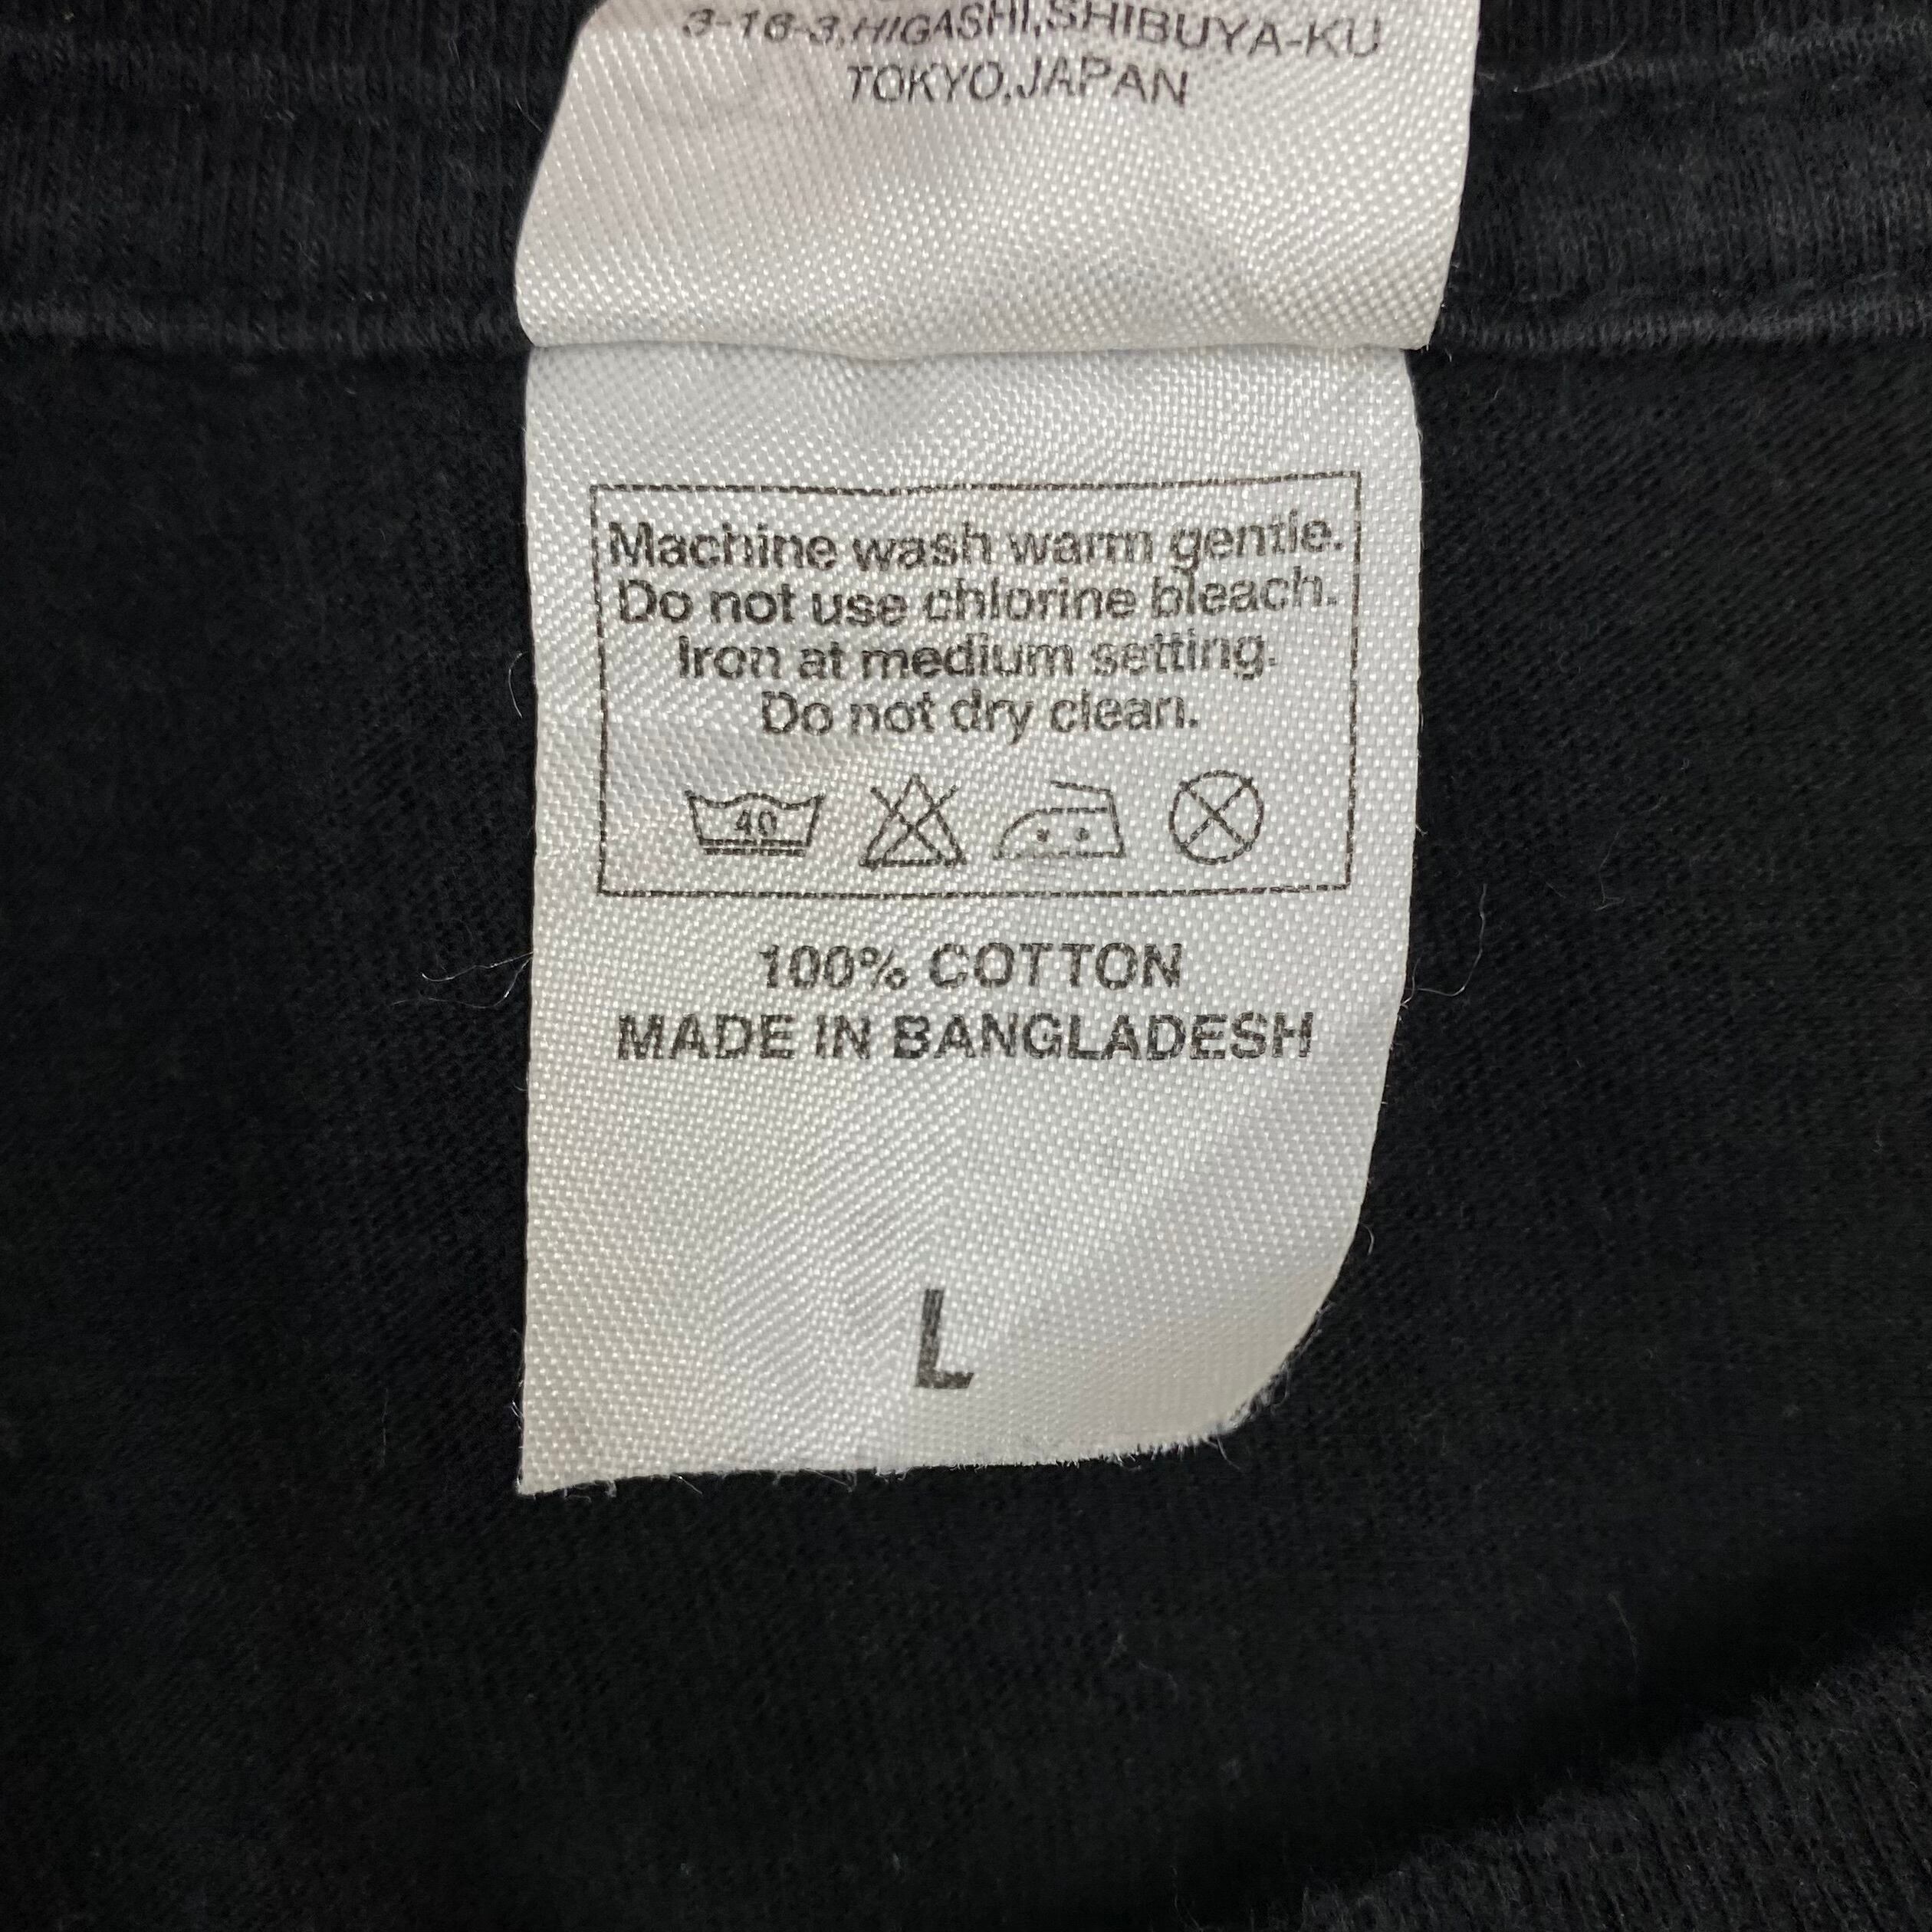 3-16-3,HIGASHI,SHIBUYA-KU
TOKYO,JAPAN
Machine wash warm gentle.
Do not use chlorine bleach.
Iron at medium setting.
Do not dry clean.
40
100% COTTON
MADE IN BANGLADESH
L